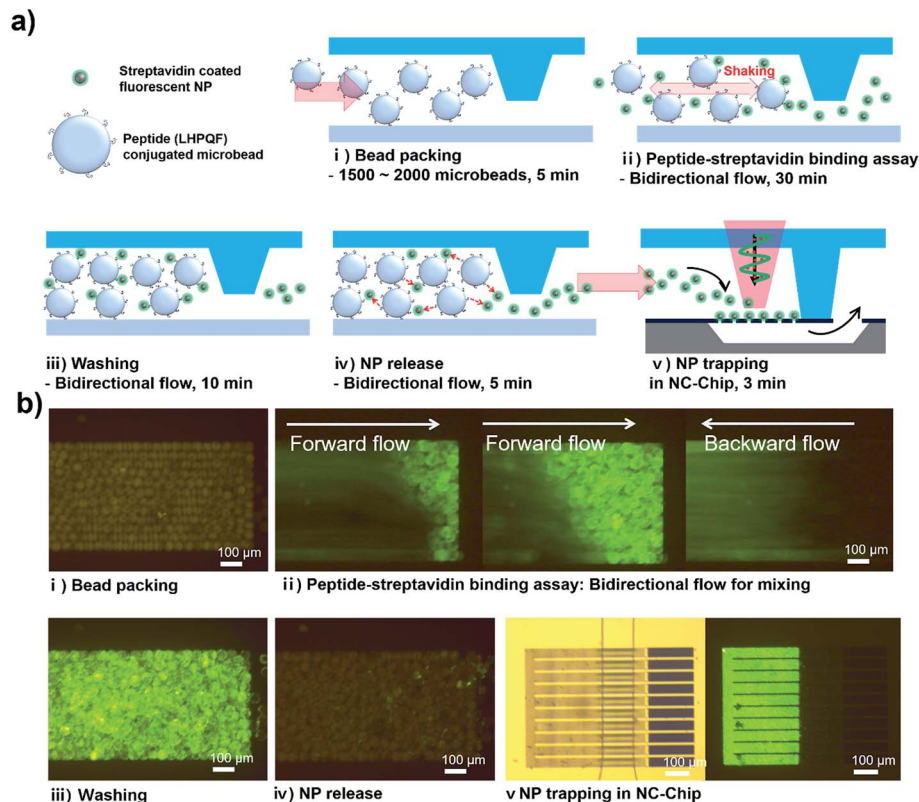 a)
Streptavidin coated
fluorescent NP
Peptide (LHPQF)
conjugated microbead
i ) Bead packing
- 1500 ~ 2000 microbeads, 5 min
Shaking
ii ) Peptide-streptavidin binding assay
- Bidirectional flow, 30 min
iii ) Washing
- Bidirectional flow, 10 min
iv ) NP release
- Bidirectional flow, 5 min
v ) NP trapping
in NC-Chip, 3 min
b)
Forward flow
Forward flow
Backward flow
100 μm
100 μm
i ) Bead packing
ii ) Peptide-streptavidin binding assay: Bidirectional flow for mixing
100 μm
100 μm
100 μm
100 μm
iii ) Washing
iv ) NP release
v NP trapping in NC-Chip